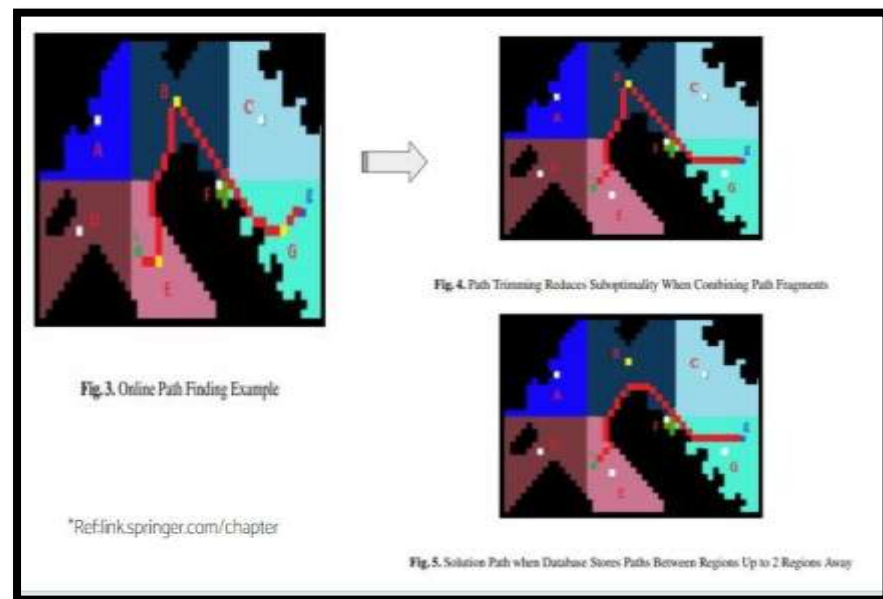 B
C
A
D
F
E
S
G
E
Fig. 3. Online Path Finding Example
*Ref:link.springer.com/chapter
B
C
A
F
E
G
E
Fig. 4. Path Trimming Reduces Suboptimality When Combining Path Fragments
B
C
A
F
E
G
E
Fig. 5. Solution Path when Database Stores Paths Between Regions Up to 2 Regions Away